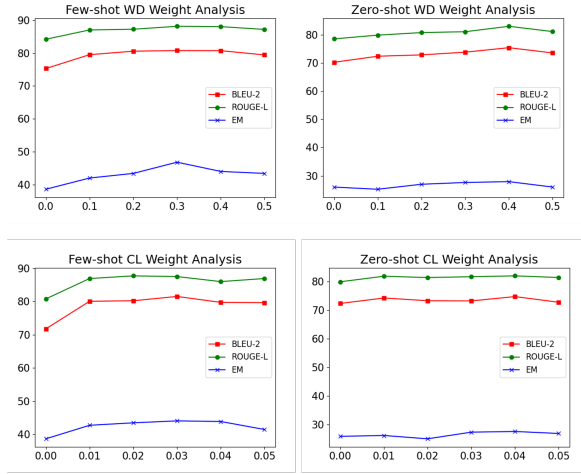 Few-shot WD Weight Analysis
90
80
70
60
50
40
BLEU-2
ROUGE-L
EM
0.0 0.1 0.2 0.3 0.4 0.5
Zero-shot WD Weight Analysis
80
70
60
50
40
30
BLEU-2
ROUGE-L
EM
0.0 0.1 0.2 0.3 0.4 0.5
Few-shot CL Weight Analysis
90
80
70
60
50
40
BLEU-2
ROUGE-L
EM
0.00 0.01 0.02 0.03 0.04 0.05
Zero-shot CL Weight Analysis
80
70
60
50
40
30
BLEU-2
ROUGE-L
EM
0.00 0.01 0.02 0.03 0.04 0.05